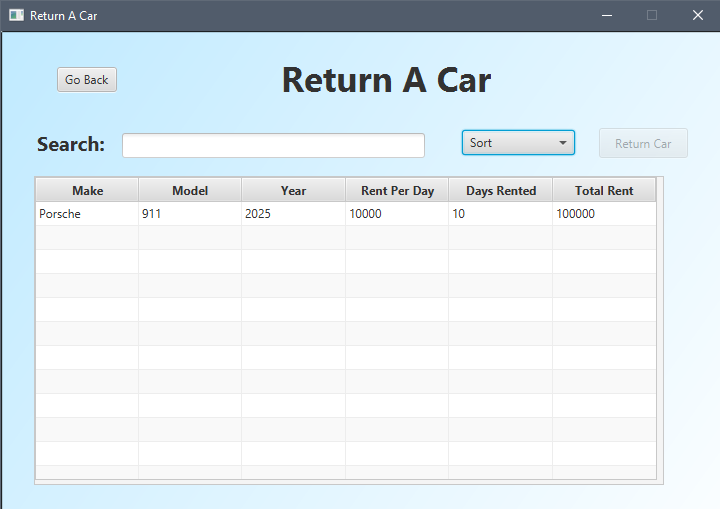 Return A Car
Go Back
Return A Car
Search:
Sort
Return Car
Make Model Year Rent Per Day Days Rented Total Rent
Porsche 911 2025 10000 10 100000